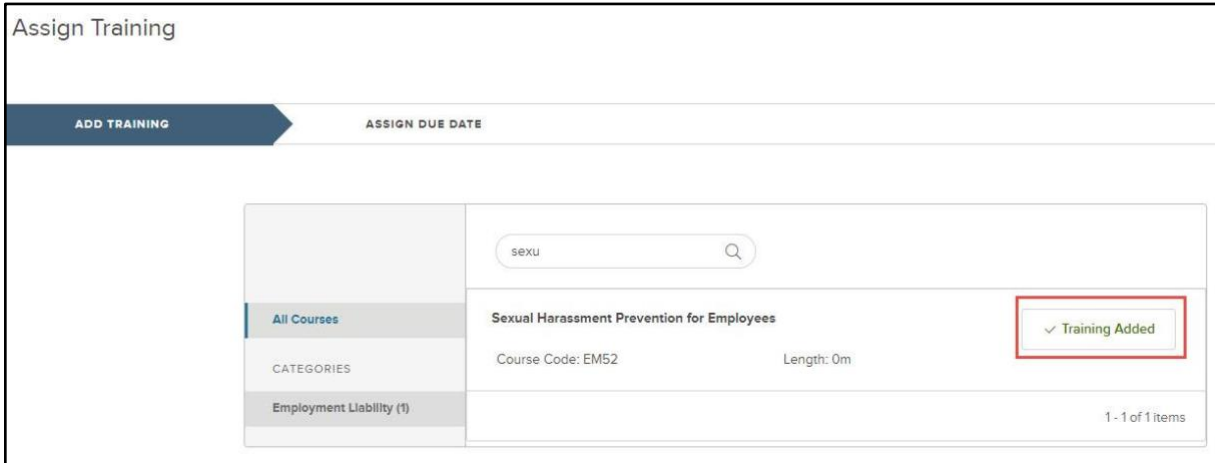 Assign Training
ADD TRAINING
ASSIGN DUE DATE
sexu
All Courses
CATEGORIES
Employment Liability (1)
Sexual Harassment Prevention for Employees
✓ Training Added
Course Code: EM52
Length: 0m
1 - 1 of 1 items